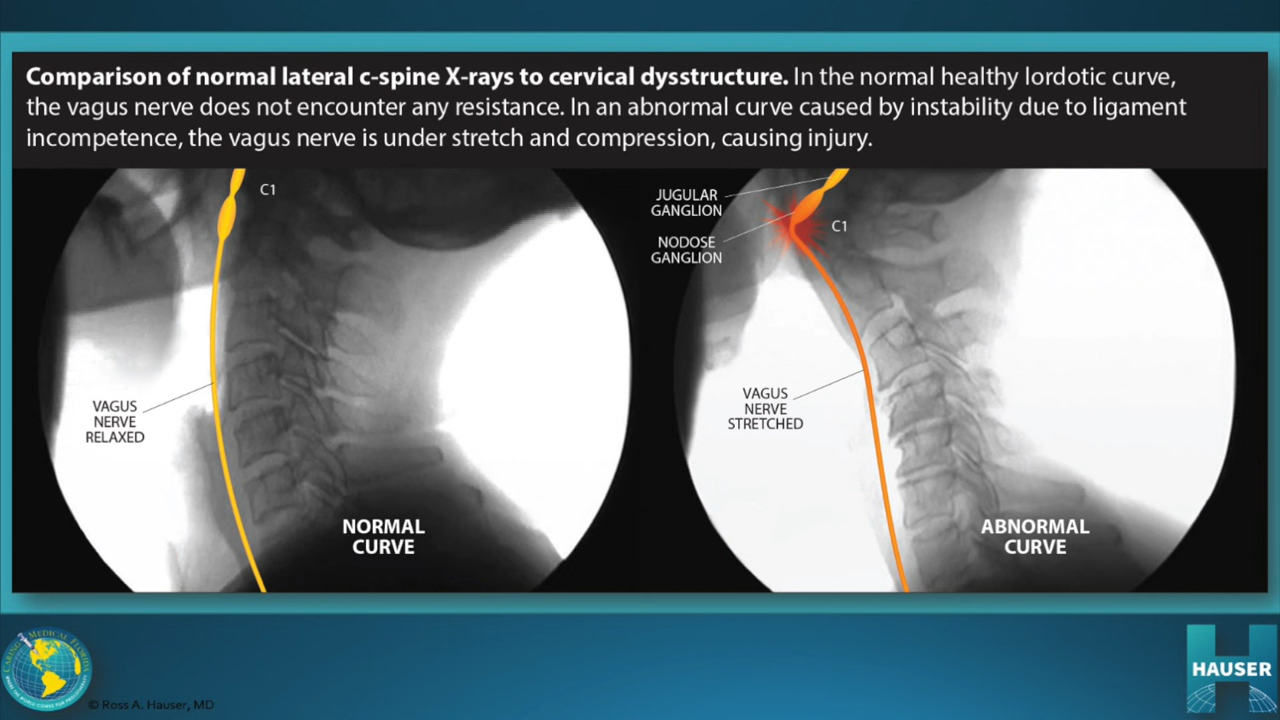 Comparison of normal lateral c-spine X-rays to cervical dysstructure. In the normal healthy lordotic curve,
the vagus nerve does not encounter any resistance. In an abnormal curve caused by instability due to ligament
incompetence, the vagus nerve is under stretch and compression, causing injury.
C1
VAGUS
NERVE
RELAXED
NORMAL
CURVE
JUGULAR
GANGLION
NODOSE
GANGLION
C1
VAGUS
NERVE
STRETCHED
ABNORMAL
CURVE
CARING MEDICAL FLORIDA
© Ross A. Hauser, MD
H
HAUSER